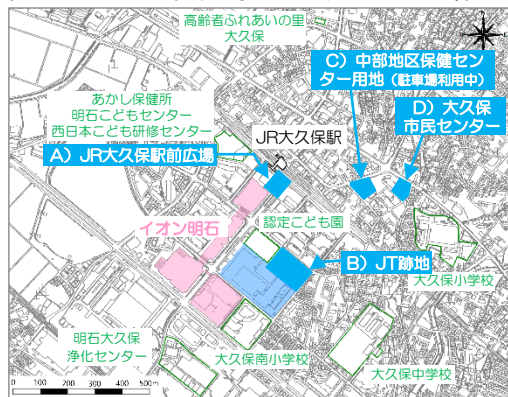 高齢者ふれあいの里
大久保
C）中部地区保健セン
ター用地（駐車場利用中）
あかし保健所
明石こどもセンター
西日本こども研修センター
D）大久保
市民センター
JR大久保駅
A）JR大久保駅前広場
イオン明石
認定こども園
B）JT跡地
大久保小学校
明石大久保
浄化センター
大久保南小学校
大久保中学校
0 100 200 300 400 500m